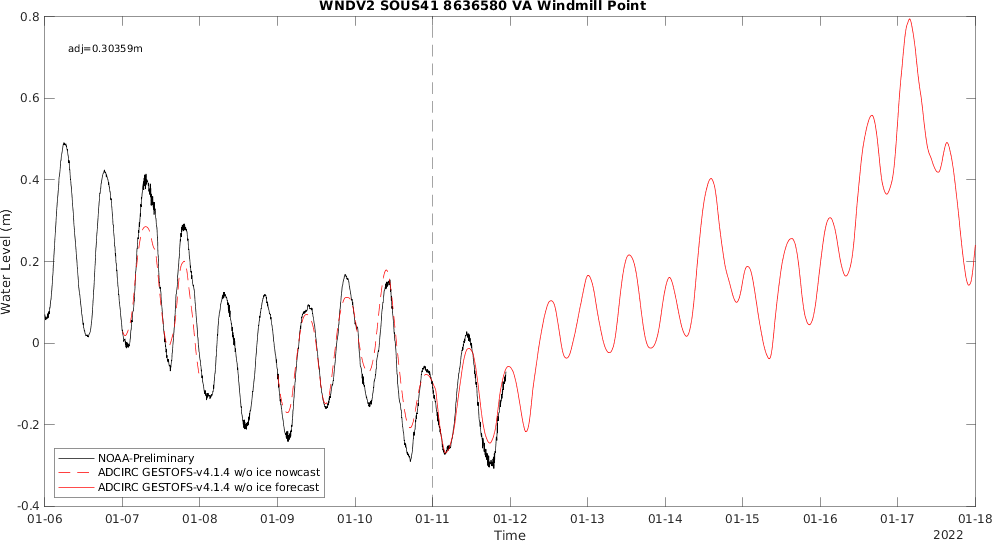 WNDV2 SOUS41 8636580 VA Windmill Point
adj=0.30359m
0.8
0.6
0.4
0.2
0
-0.2
-0.4
Water Level (m)
NOAA-Preliminary
ADCIRC GESTOFS-v4.1.4 w/o ice nowcast
ADCIRC GESTOFS-v4.1.4 w/o ice forecast
01-06 01-07 01-08 01-09 01-10 01-11 01-12 01-13 01-14 01-15 01-16 01-17 01-18
Time
2022